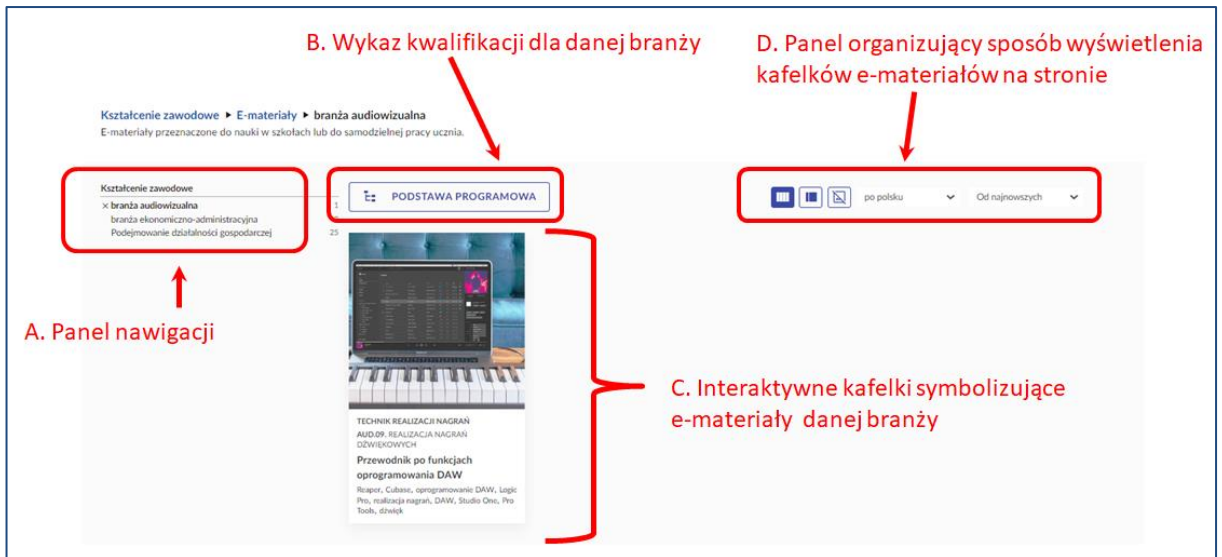 B. Wykaz kwalifikacji dla danej branży
D. Panel organizujący sposób wyświetlenia
kafelków e-materiałów na stronie
Kształcenie zawodowe ▶ E-materiały ▶ branża audiowizualna
E-materiały przeznaczone do nauki w szkołach lub do samodzielnej pracy ucznia.
Kształcenie zawodowe
× branża audiowizualna 1
branża ekonomiczno-administracyjna
Podejmowanie działalności gospodarczej 25
PODSTAWA PROGRAMOWA
po polsku
Od najnowszych
A. Panel nawigacji
C. Interaktywne kafelki symbolizujące
e-materiały danej branży
TECHNIK REALIZACJI NAGRAŃ
AUD.09. REALIZACJA NAGRAŃ
DŹWIĘKOWYCH
Przewodnik po funkcjach
oprogramowania DAW
Reaper, Cubase, oprogramowanie DAW, Logic
Pro, realizacja nagrań, DAW, Studio One, Pro
Tools, dźwięk